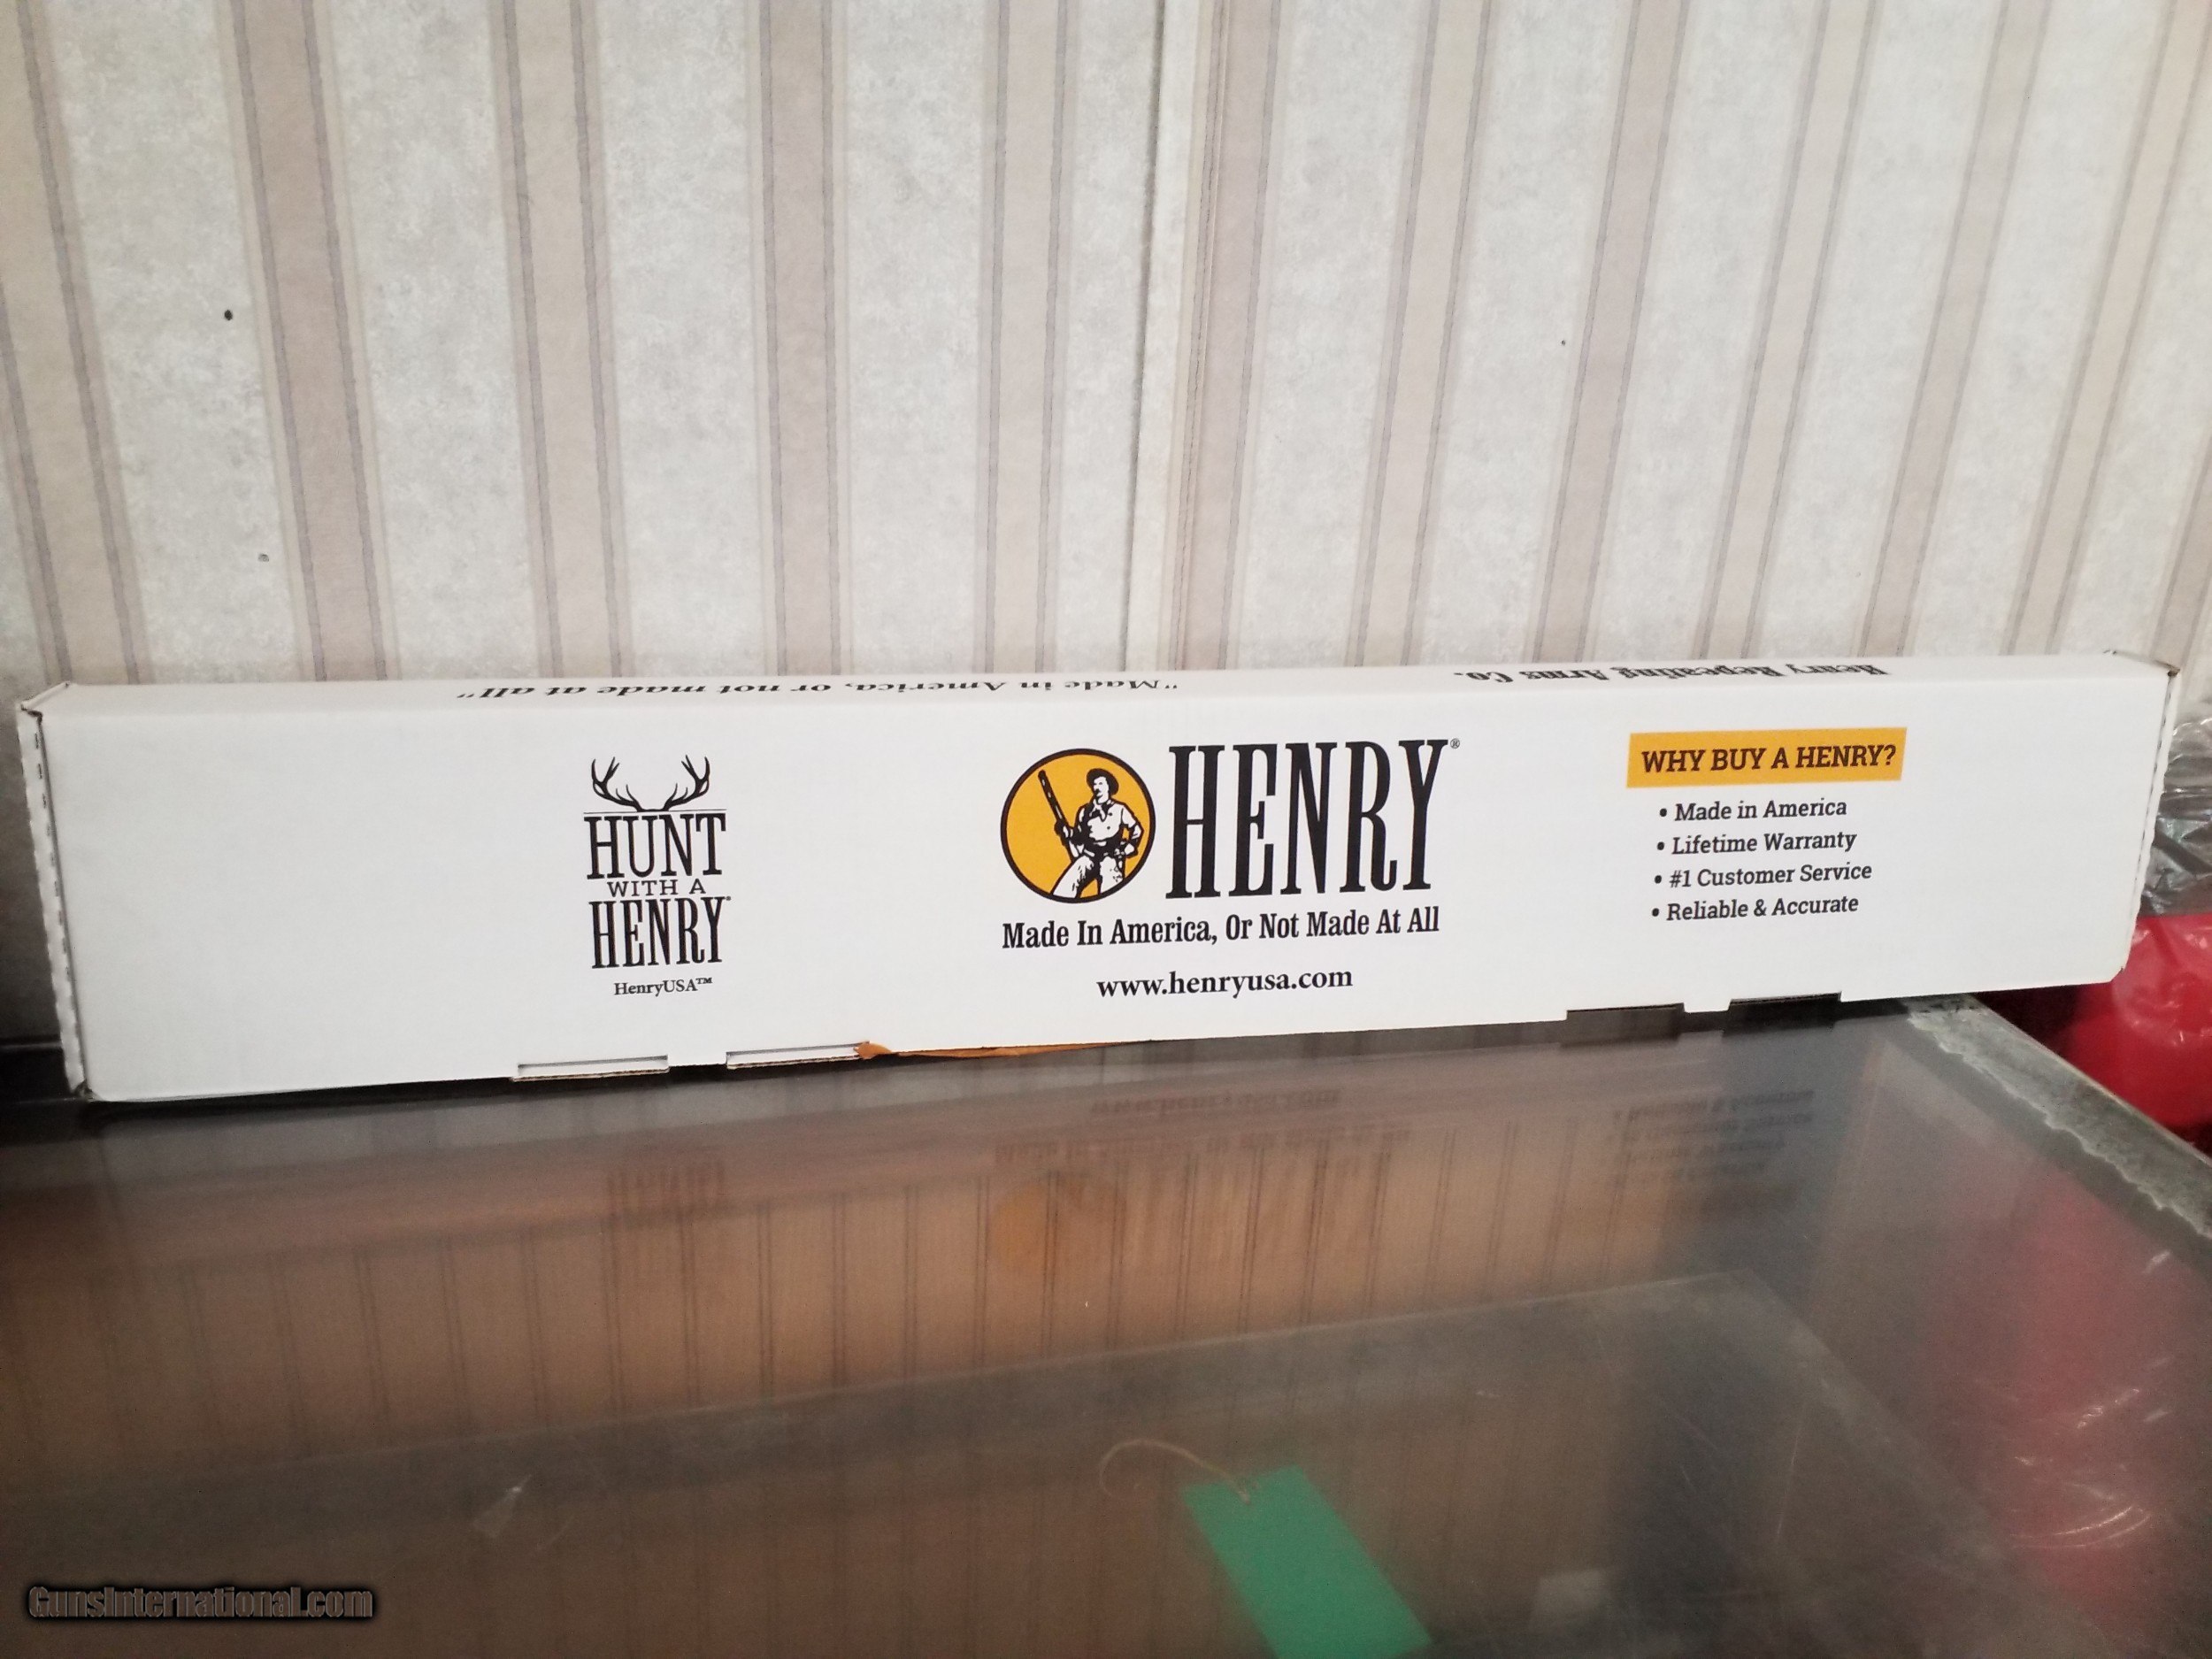 "Made in America, or not made at all"
Henry Repeating Arms Co.
HUNT
WITH A
HENRY®
HenryUSA™
HENRY®
Made In America, Or Not Made At All
www.henryusa.com
WHY BUY A HENRY?
• Made in America
• Lifetime Warranty
• #1 Customer Service
• Reliable & Accurate
GunsInternational.com